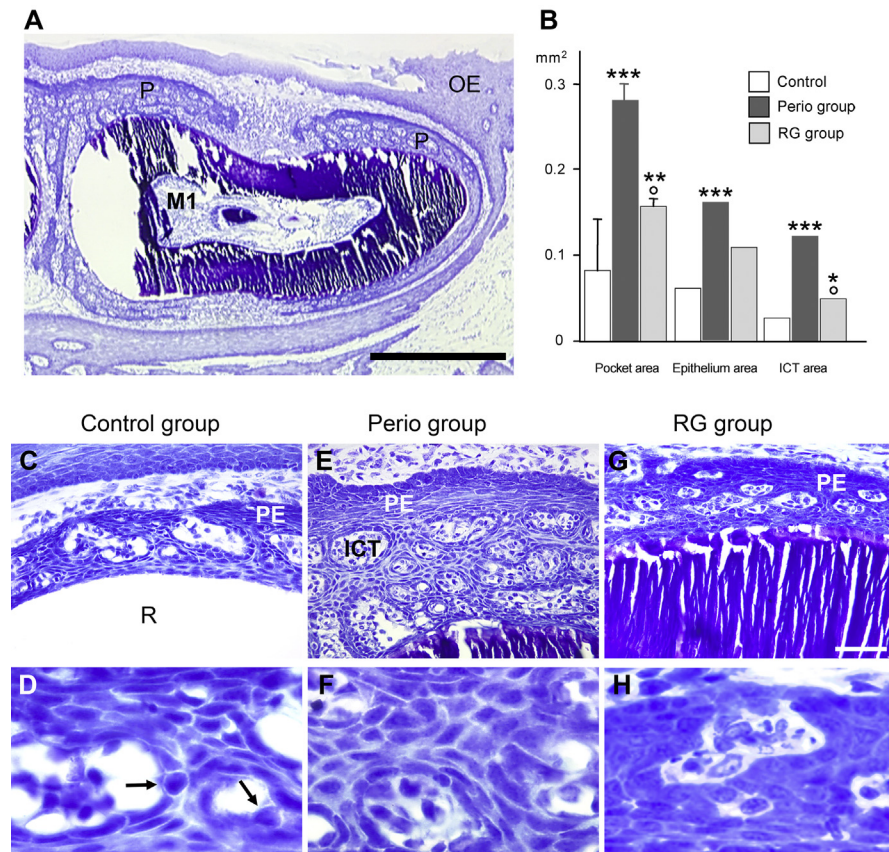 A
P
OE
P
M1
B
mm²
0.3
0.2
0.1
0
***
**
***
***
*
Control
Perio group
RG group
Pocket area
Epithelium area
ICT area
Control group
Perio group
RG group
C
PE
R
E
PE
ICT
G
PE
D
F
H